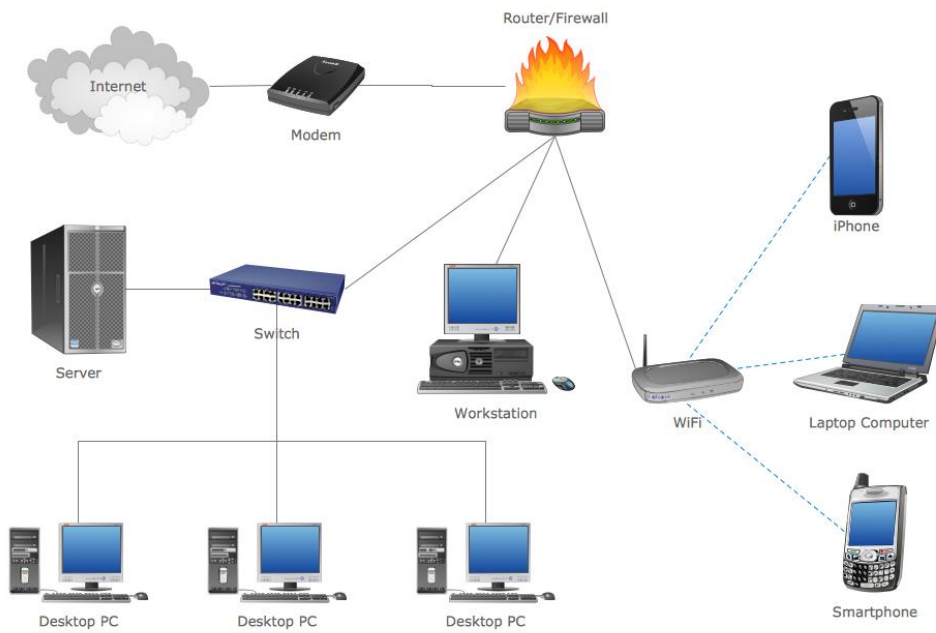 Router/Firewall
Internet
Modem
iPhone
Switch
Server
Workstation
WiFi
Laptop Computer
Desktop PC
Desktop PC
Desktop PC
Smartphone